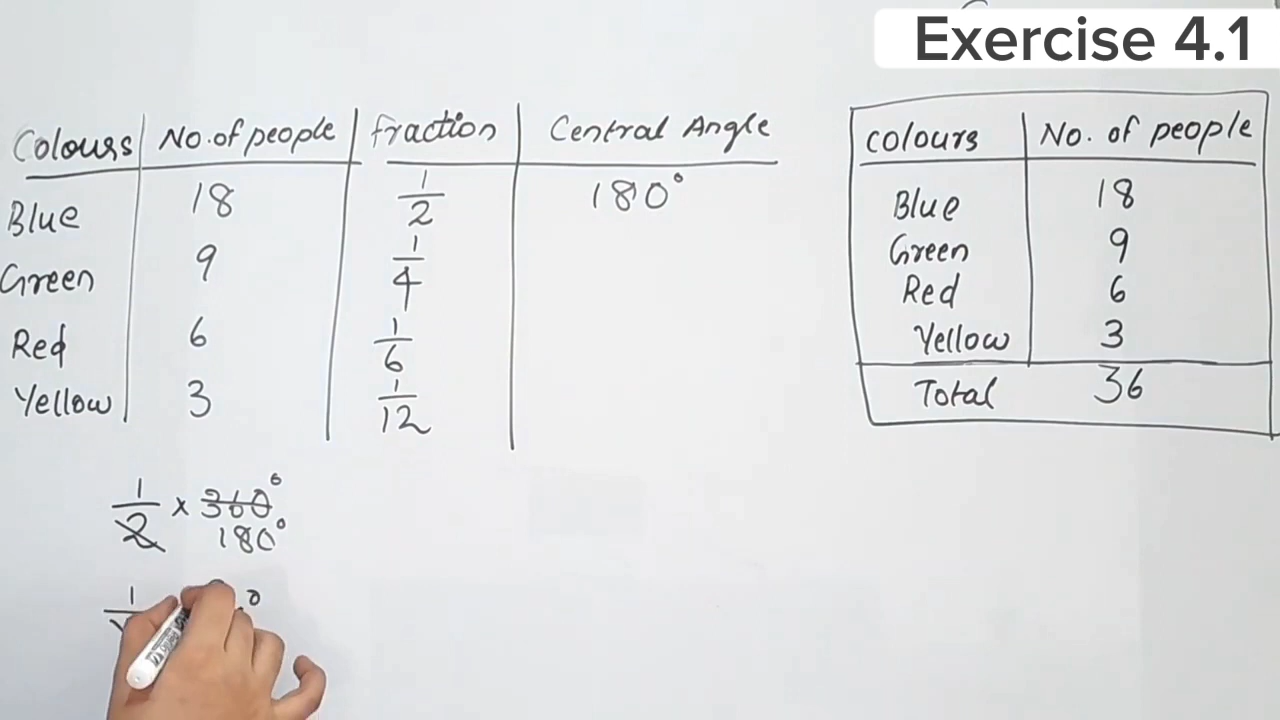 Exercise 4.1
Colours No. of people fraction Central Angle
Blue 18 1/2 180°
Green 9 1/4
Red 6 1/6
Yellow 3 1/12
colours No. of people
Blue 18
Green 9
Red 6
Yellow 3
Total 36
1/2 × 360°
180°
1